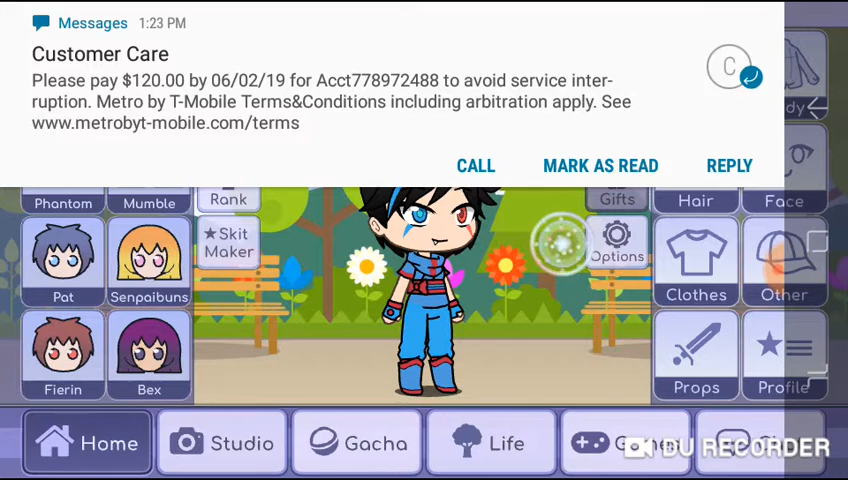 Messages 1:23 PM
Customer Care
C
Please pay $120.00 by 06/02/19 for Acct778972488 to avoid service inter-
ruption. Metro by T-Mobile Terms&Conditions including arbitration apply. See
www.metrobyt-mobile.com/terms
CALL MARK AS READ REPLY
Phantom Mumble Rank Gifts Hair Face
★Skit
Maker
Options
Pat Senpaibuns Clothes Other
Fierin Bex Props Profile
Home Studio Gacha Life
DU RECORDER